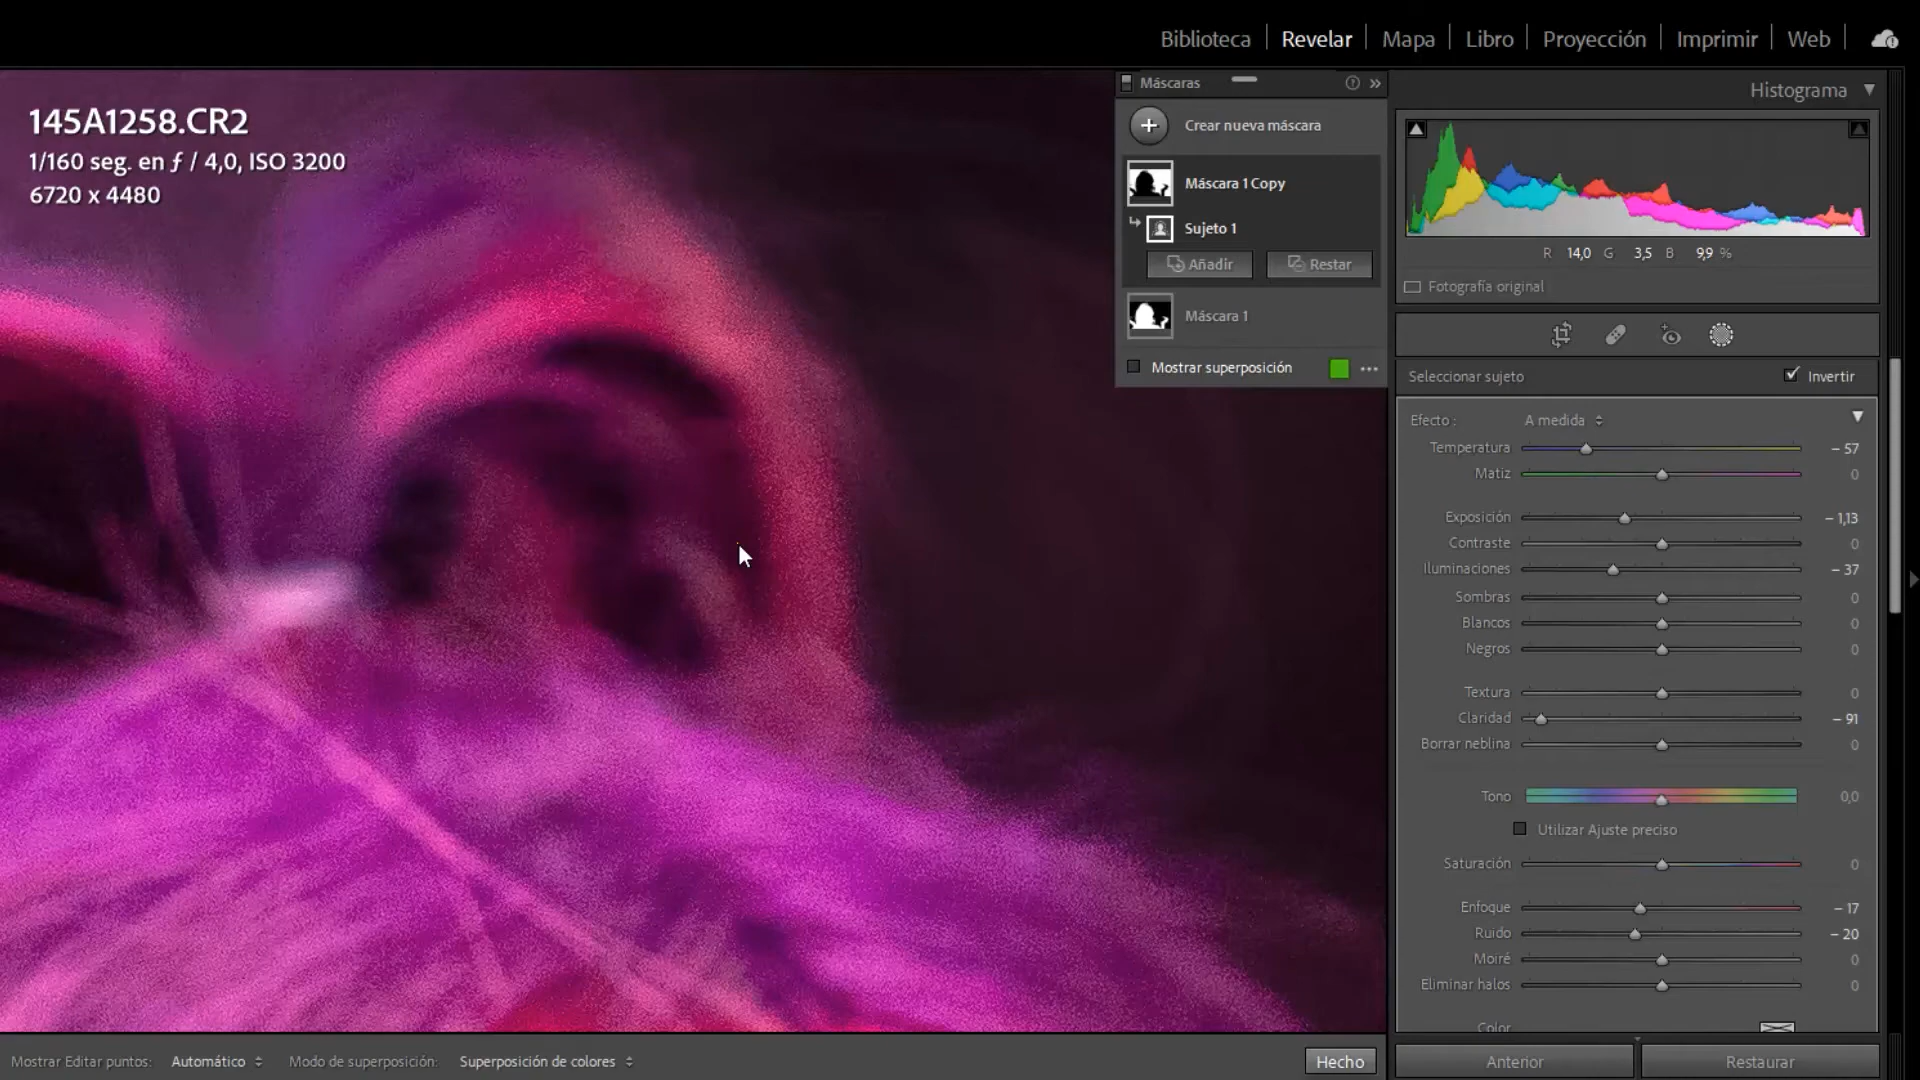 Biblioteca | Revelar | Mapa | Libro | Proyección | Imprimir | Web |
145A1258.CR2
1/160 seg. en ƒ / 4,0, ISO 3200
6720 x 4480
Máscaras
Crear nueva máscara
Máscara 1 Copy
Sujeto 1
Añadir
Restar
Máscara 1
Mostrar superposición
Histograma
R 14,0 G 3,5 B 9,9 %
Fotografía original
Seleccionar sujeto
Invertir
Efecto : A medida
Temperatura – 57
Matiz 0
Exposición – 1,13
Contraste 0
Iluminaciones – 37
Sombras 0
Blancos 0
Negros 0
Textura 0
Claridad – 91
Borrar neblina 0
Tono 0,0
Utilizar Ajuste preciso
Saturación 0
Enfoque – 17
Ruido – 20
Moiré 0
Eliminar halos 0
Color
Mostrar Editar puntos: Automático Modo de superposición: Superposición de colores
Hecho
Anterior
Restaurar